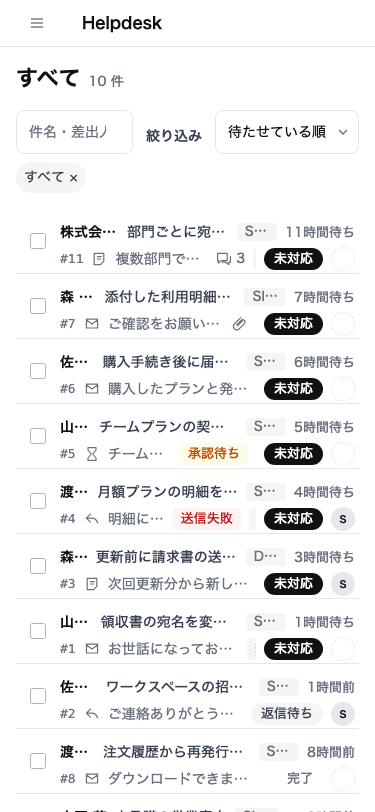 Helpdesk
すべて 10 件
件名・差出人
絞り込み
待たせている順
すべて ×
株式会… 部門ごとに宛… S… 11時間待ち
#11 複数部門で… 3 未対応
森 … 添付した利用明細… Sl… 7時間待ち
#7 ご確認をお願い… 未対応
佐… 購入手続き後に届… S… 6時間待ち
#6 購入したプランと発… 未対応
山… チームプランの契… S… 5時間待ち
#5 チーム… 承認待ち 未対応
渡… 月額プランの明細を… S… 4時間待ち
#4 明細に… 送信失敗 未対応 S
森… 更新前に請求書の送… D… 3時間待ち
#3 次回更新分から新し… 未対応 S
山… 領収書の宛名を変… S… 1時間待ち
#1 お世話になってお… 未対応
佐… ワークスペースの招… S… 1時間前
#2 ご連絡ありがとう… 返信待ち S
渡… 注文履歴から再発行… S… 8時間前
#8 ダウンロードできま… 完了